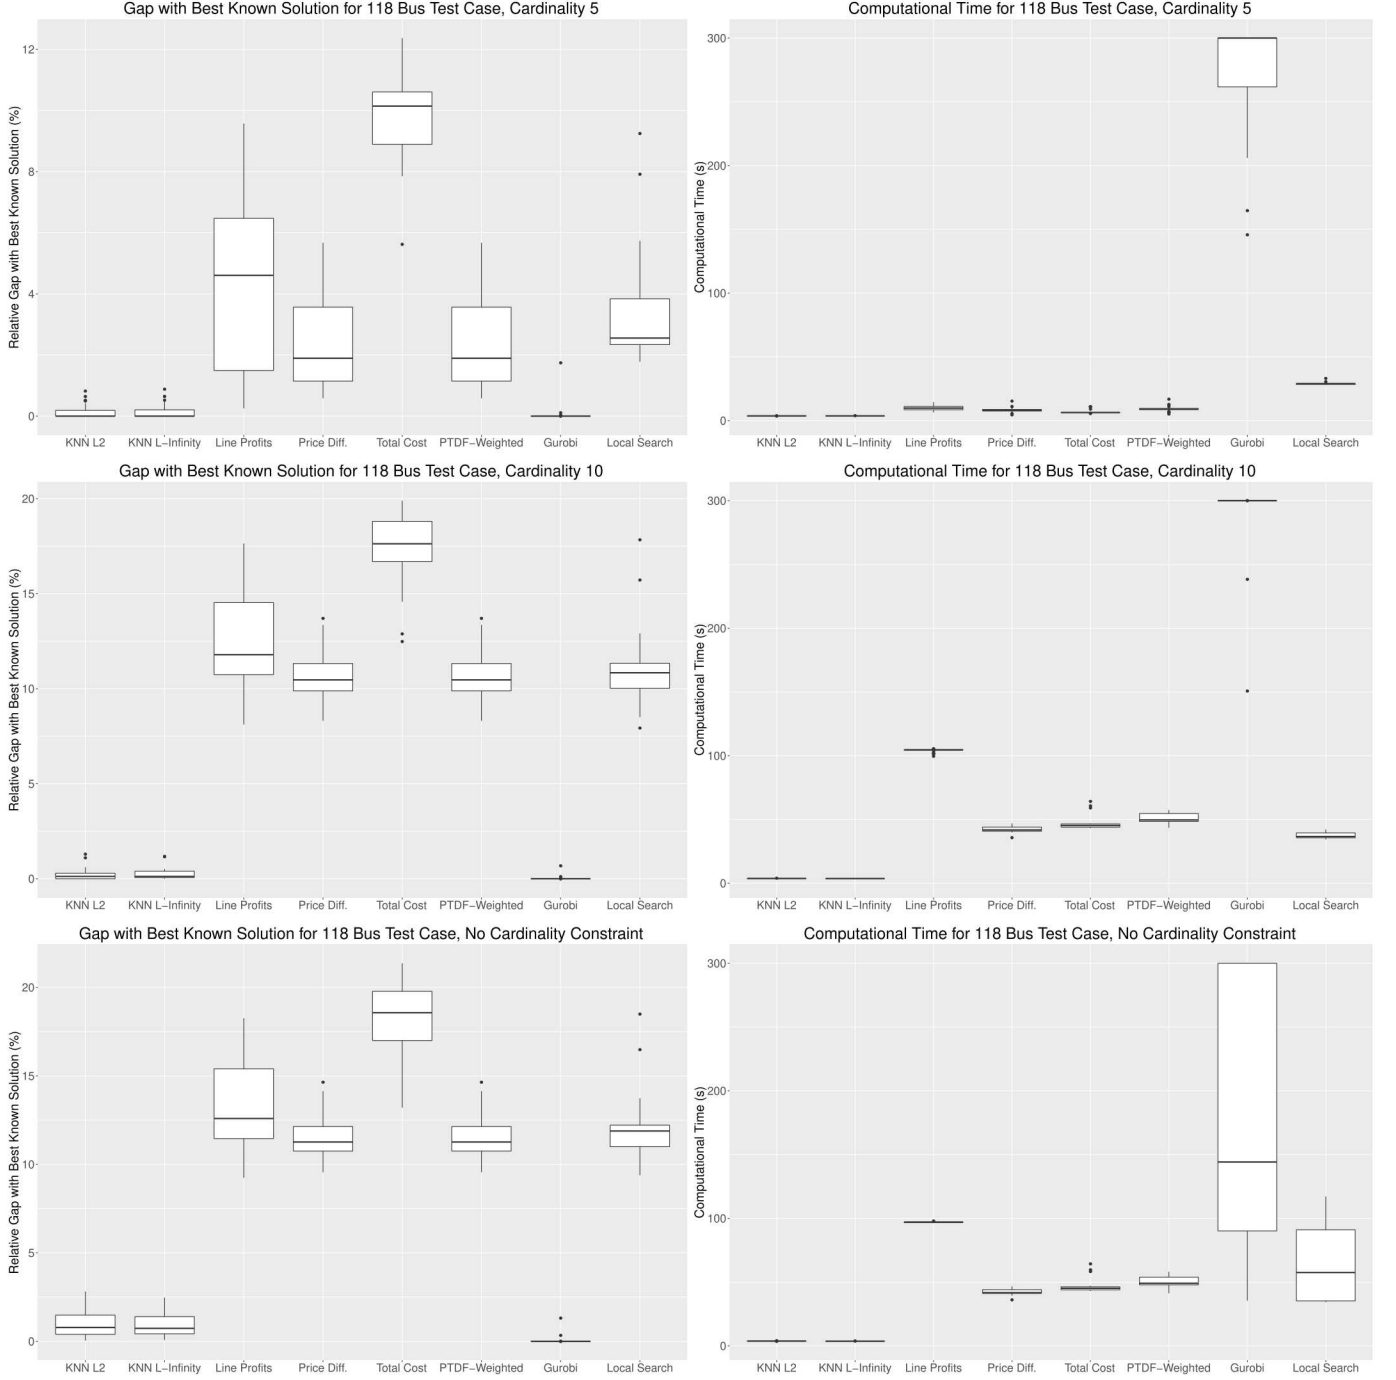 Gap with Best Known Solution for 118 Bus Test Case, Cardinality 5
Relative Gap with Best Known Solution (%)
12
8
4
0
KNN L2 KNN L−Infinity Line Profits Price Diff. Total Cost PTDF−Weighted Gurobi Local Search
Computational Time for 118 Bus Test Case, Cardinality 5
Computational Time (s)
300
200
100
0
KNN L2 KNN L−Infinity Line Profits Price Diff. Total Cost PTDF−Weighted Gurobi Local Search
Gap with Best Known Solution for 118 Bus Test Case, Cardinality 10
Relative Gap with Best Known Solution (%)
20
15
10
5
0
KNN L2 KNN L−Infinity Line Profits Price Diff. Total Cost PTDF−Weighted Gurobi Local Search
Computational Time for 118 Bus Test Case, Cardinality 10
Computational Time (s)
300
200
100
0
KNN L2 KNN L−Infinity Line Profits Price Diff. Total Cost PTDF−Weighted Gurobi Local Search
Gap with Best Known Solution for 118 Bus Test Case, No Cardinality Constraint
Relative Gap with Best Known Solution (%)
20
15
10
5
0
KNN L2 KNN L−Infinity Line Profits Price Diff. Total Cost PTDF−Weighted Gurobi Local Search
Computational Time for 118 Bus Test Case, No Cardinality Constraint
Computational Time (s)
300
200
100
0
KNN L2 KNN L−Infinity Line Profits Price Diff. Total Cost PTDF−Weighted Gurobi Local Search